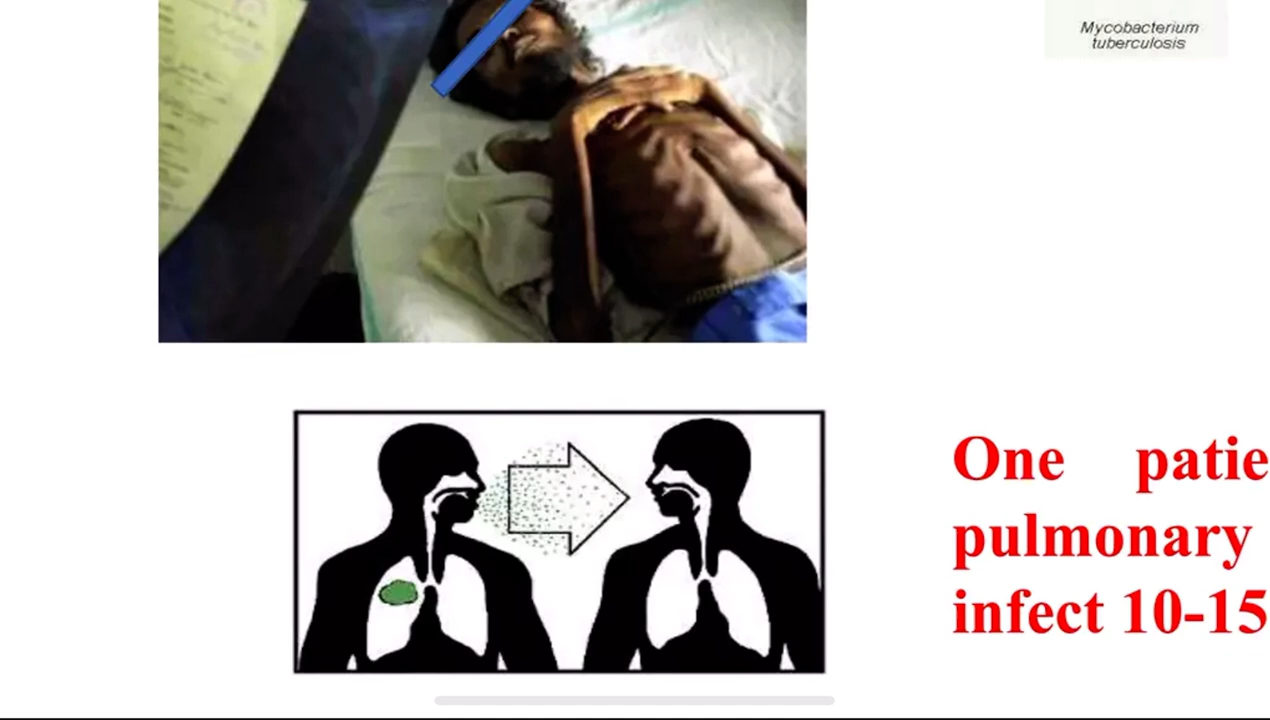 Mycobacterium
tuberculosis
One patie
pulmonary
infect 10-15